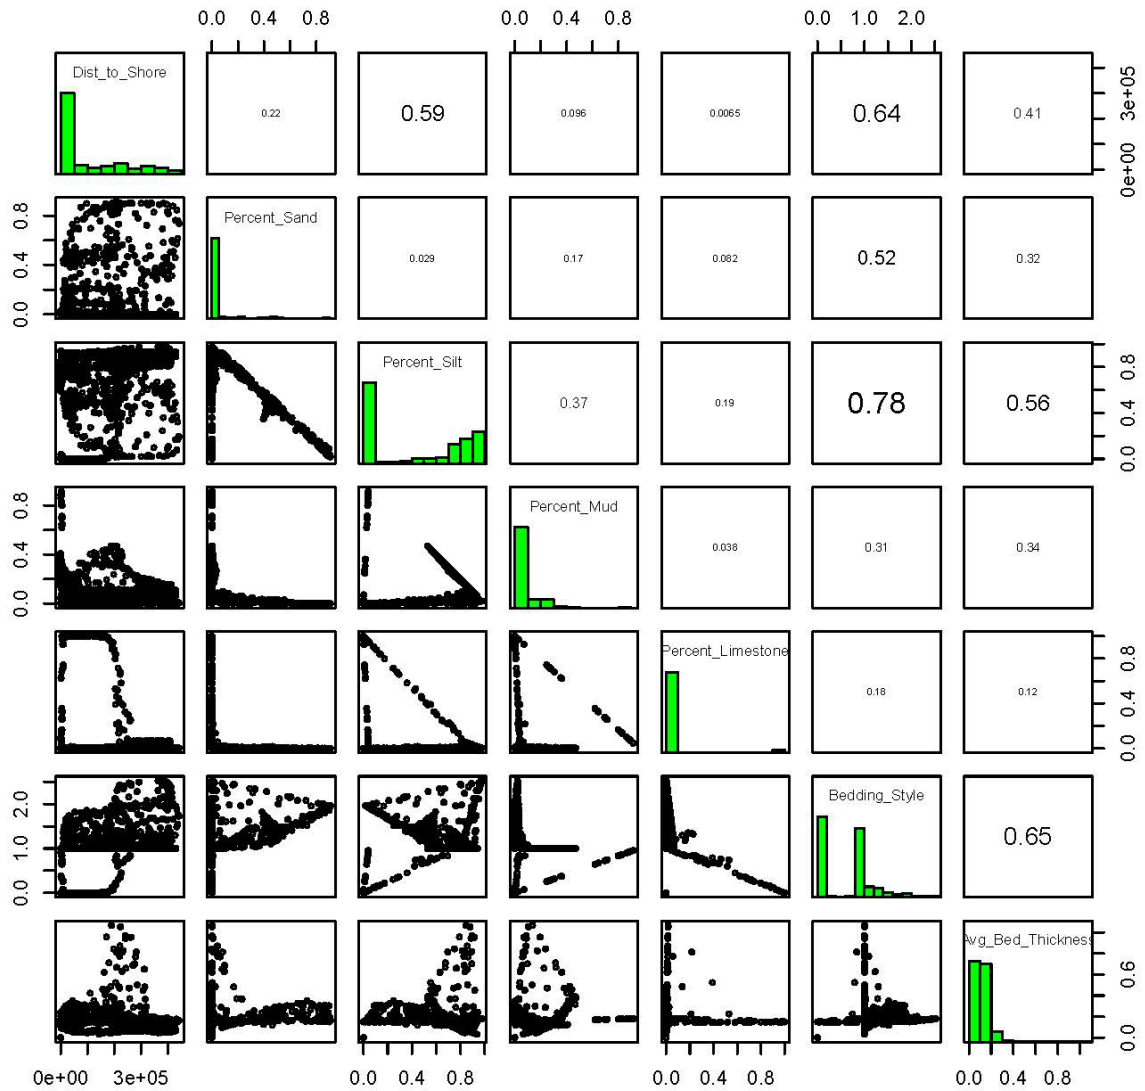 0.0 0.4 0.8 0.0 0.4 0.8 0.0 1.0 2.0
Dist_to_Shore 0.22 0.59 0.096 0.0065 0.64 0.41 0e+00 3e+05
0.0 0.4 0.8 Percent_Sand 0.029 0.17 0.082 0.52 0.32
Percent_Silt 0.37 0.19 0.78 0.56 0.0 0.4 0.8
0.0 0.4 0.8 Percent_Mud 0.038 0.31 0.34
Percent_Limestone 0.18 0.12 0.0 0.4 0.8
0.0 1.0 2.0 Bedding_Style 0.65
Avg_Bed_Thickness 0.0 0.6
0e+00 3e+05 0.0 0.4 0.8 0.0 0.4 0.8 0.0 0.4 0.8